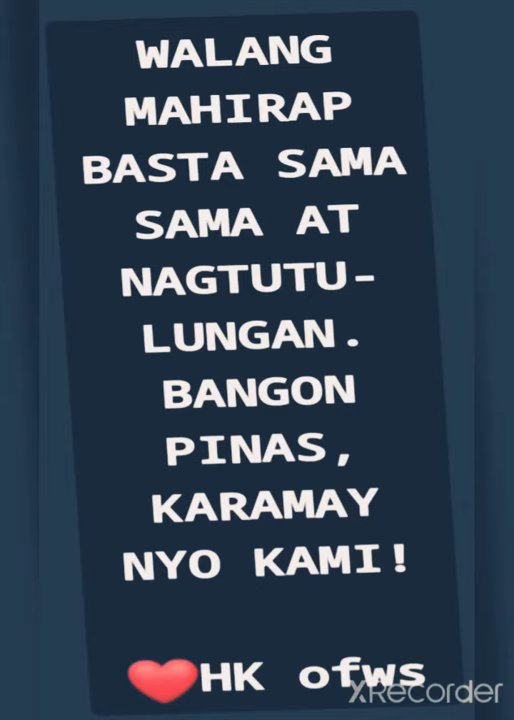 WALANG
MAHIRAP
BASTA SAMA
SAMA AT
NAGTUTU-
LUNGAN.
BANGON
PINAS,
KARAMAY
NYO KAMI!
❤️HK ofws
XRecorder